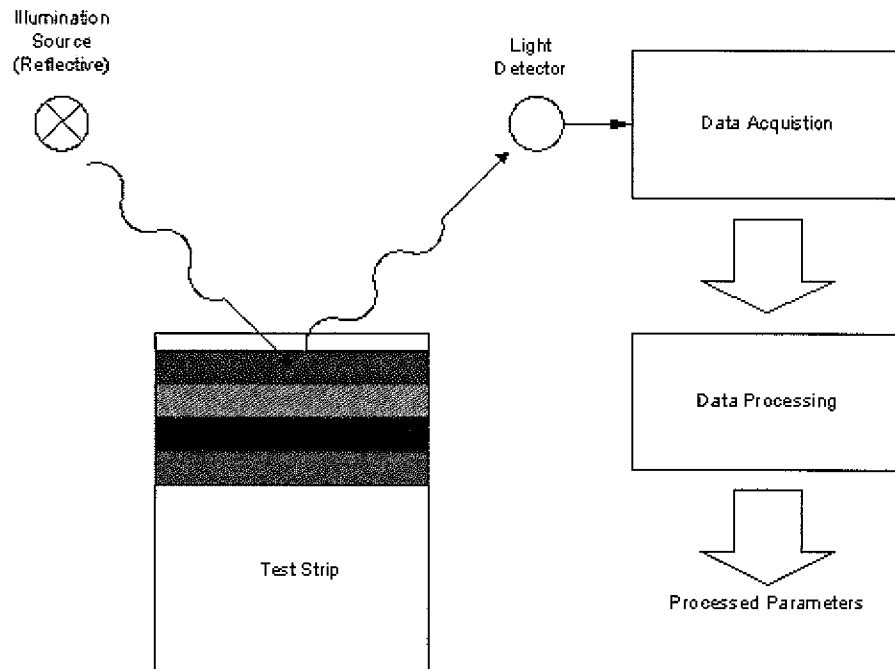 Illumination
Source
(Reflective)
Light
Detector
Data Acquistion
Data Processing
Test Strip
Processed Parameters